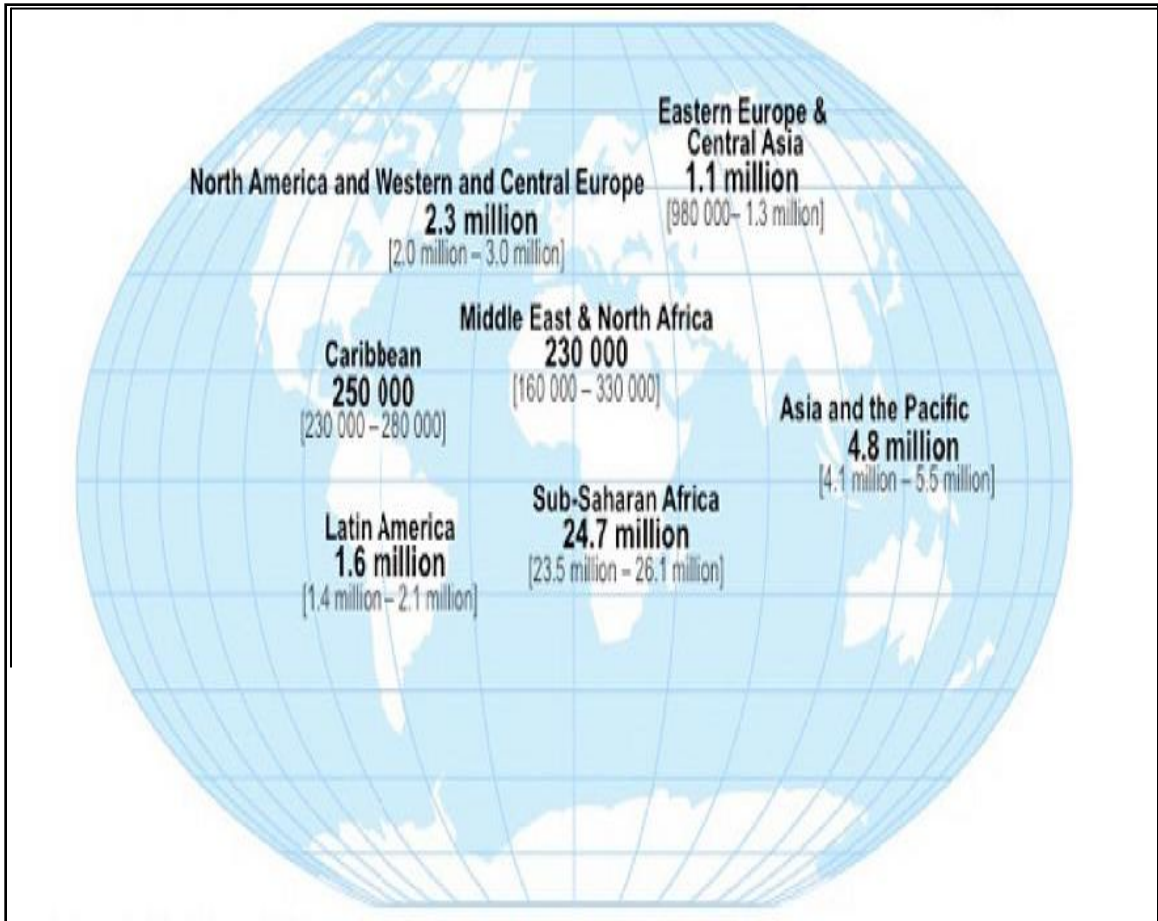 Eastern Europe &
Central Asia
1.1 million
[980 000– 1.3 million]
North America and Western and Central Europe
2.3 million
[2.0 million – 3.0 million]
Middle East & North Africa
230 000
[160 000 – 330 000]
Caribbean
250 000
[230 000 – 280 000]
Asia and the Pacific
4.8 million
[4.1 million – 5.5 million]
Sub-Saharan Africa
24.7 million
[23.5 million – 26.1 million]
Latin America
1.6 million
[1.4 million – 2.1 million]